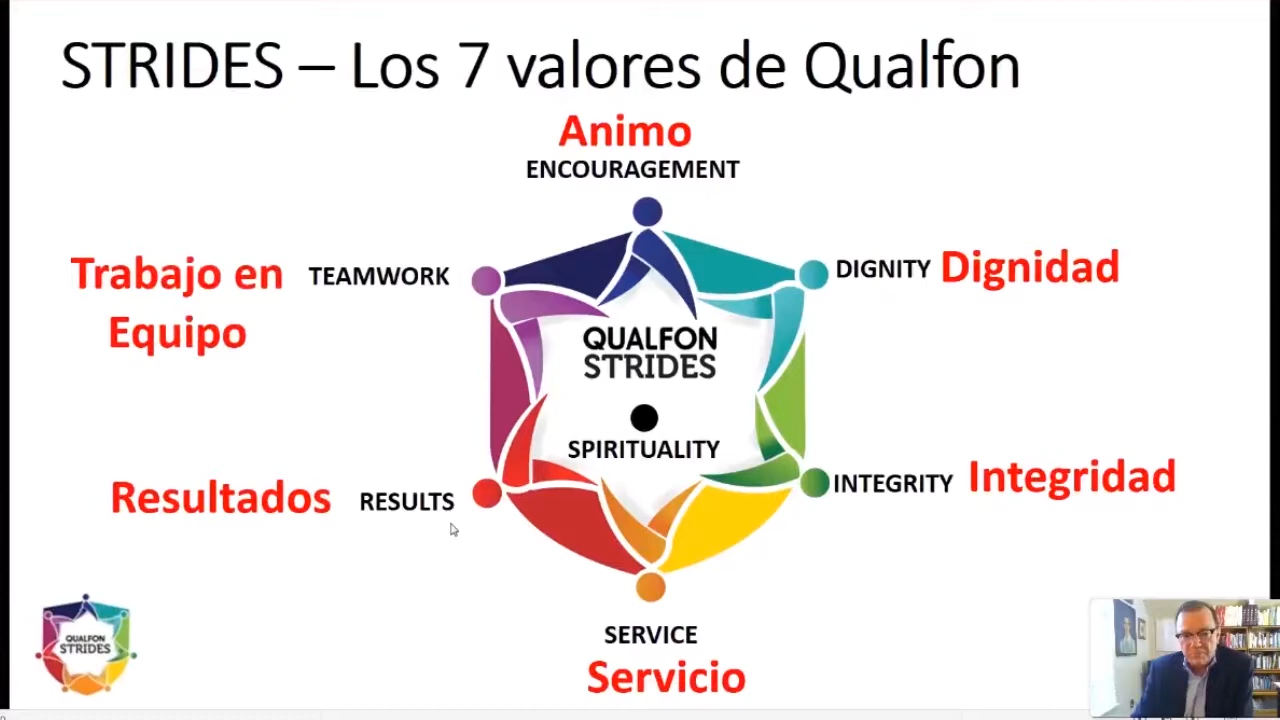 STRIDES – Los 7 valores de Qualfon
Animo
ENCOURAGEMENT
Trabajo en
Equipo
TEAMWORK
DIGNITY Dignidad
QUALFON
STRIDES
SPIRITUALITY
Resultados RESULTS
INTEGRITY Integridad
SERVICE
Servicio
QUALFON
STRIDES